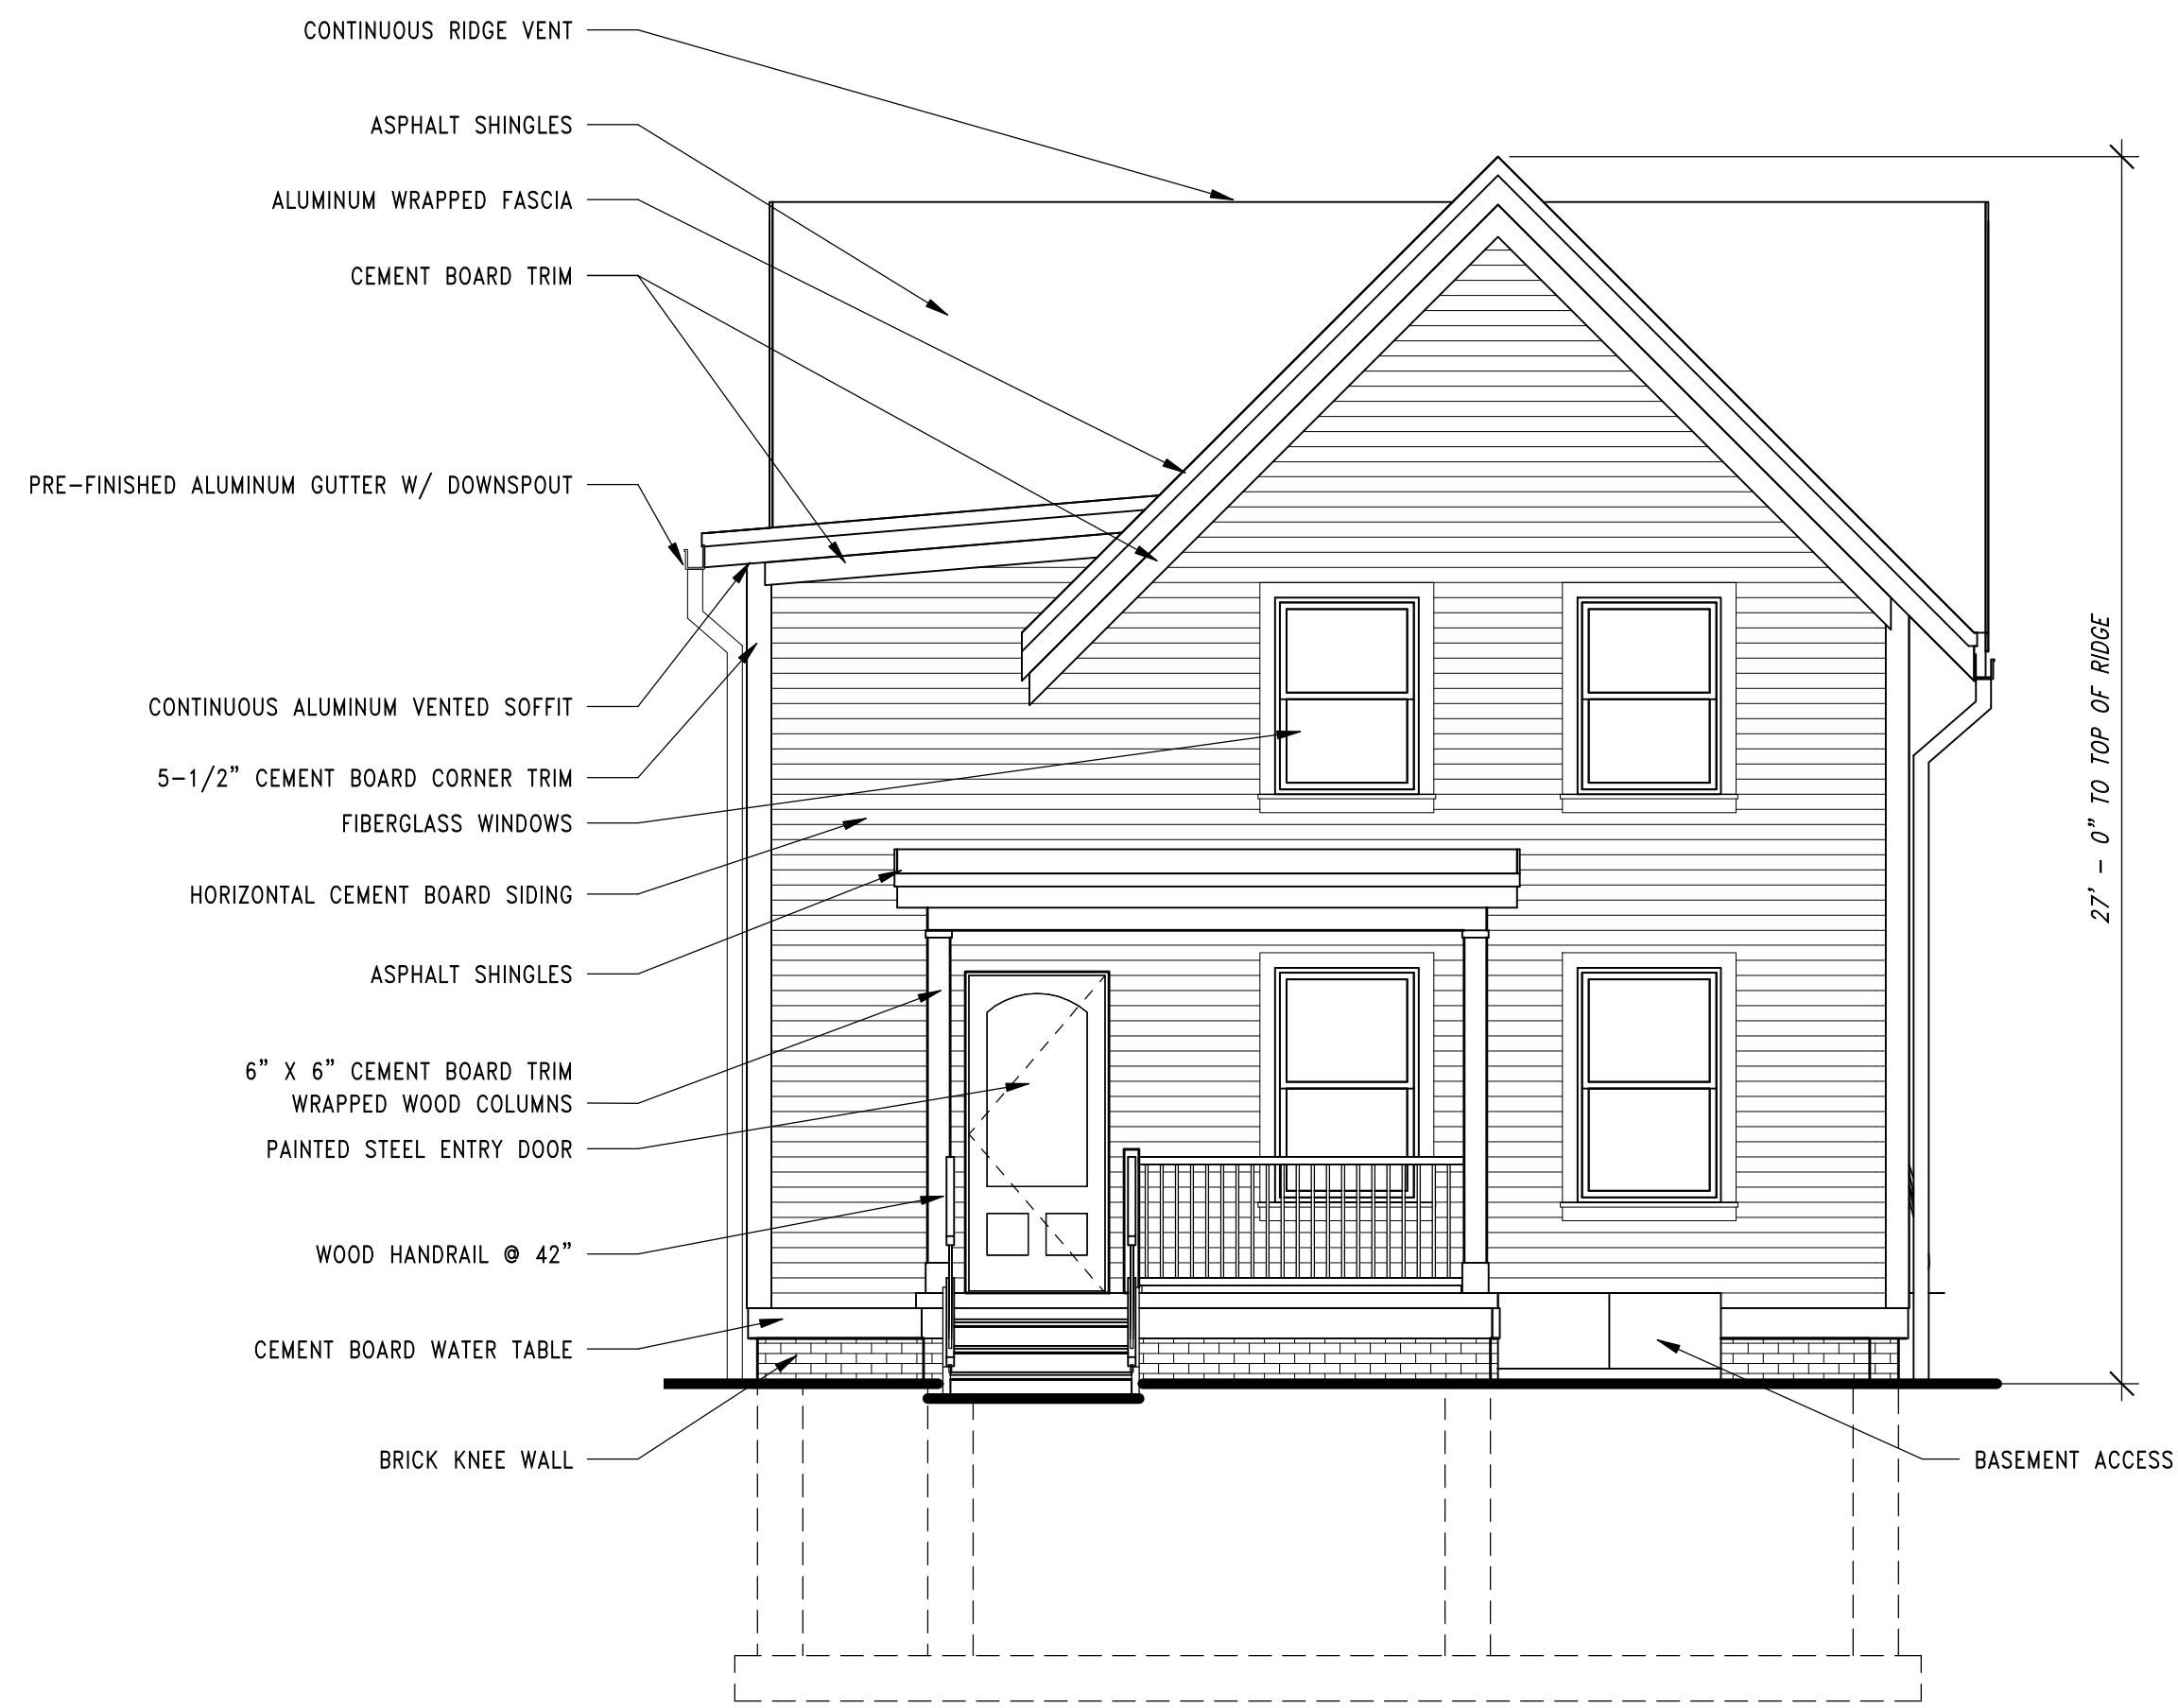 CONTINUOUS RIDGE VENT
ASPHALT SHINGLES
ALUMINUM WRAPPED FASCIA
CEMENT BOARD TRIM
PRE-FINISHED ALUMINUM GUTTER W/ DOWNSPOUT
CONTINUOUS ALUMINUM VENTED SOFFIT
5-1/2” CEMENT BOARD CORNER TRIM
FIBERGLASS WINDOWS
HORIZONTAL CEMENT BOARD SIDING
ASPHALT SHINGLES
6” X 6” CEMENT BOARD TRIM
WRAPPED WOOD COLUMNS
PAINTED STEEL ENTRY DOOR
WOOD HANDRAIL @ 42”
CEMENT BOARD WATER TABLE
BRICK KNEE WALL
27’ - 0” TO TOP OF RIDGE
BASEMENT ACCESS